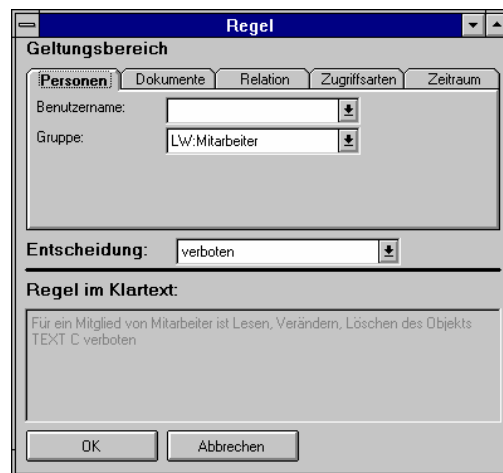 Regel
Geltungsbereich
Personen Dokumente Relation Zugriffsarten Zeitraum
Benutzername:
Gruppe: LW:Mitarbeiter
Entscheidung: verboten
Regel im Klartext:
Für ein Mitglied von Mitarbeiter ist Lesen, Verändern, Löschen des Objekts
TEXT C verboten
OK Abbrechen